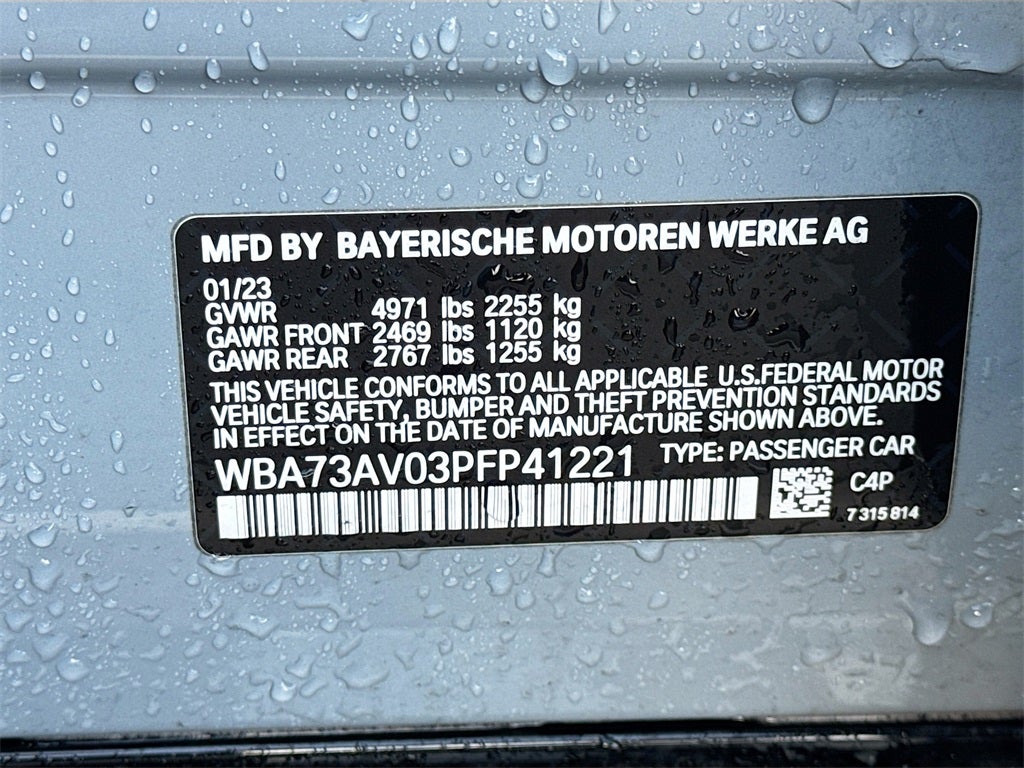 MFD BY BAYERISCHE MOTOREN WERKE AG
01/23
GVWR 4971 lbs 2255 kg
GAWR FRONT 2469 lbs 1120 kg
GAWR REAR 2767 lbs 1255 kg
THIS VEHICLE CONFORMS TO ALL APPLICABLE U.S.FEDERAL MOTOR
VEHICLE SAFETY, BUMPER AND THEFT PREVENTION STANDARDS
IN EFFECT ON THE DATE OF MANUFACTURE SHOWN ABOVE.
WBA73AV03PFP41221 TYPE: PASSENGER CAR
C4P
7 315 814